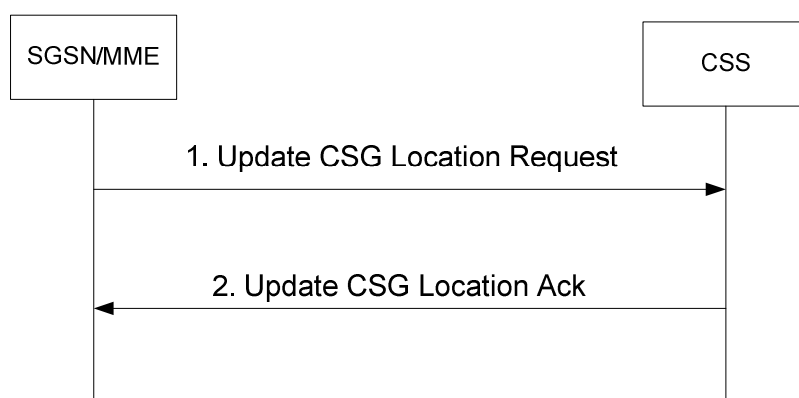 SGSN/MME
CSS
1. Update CSG Location Request
2. Update CSG Location Ack